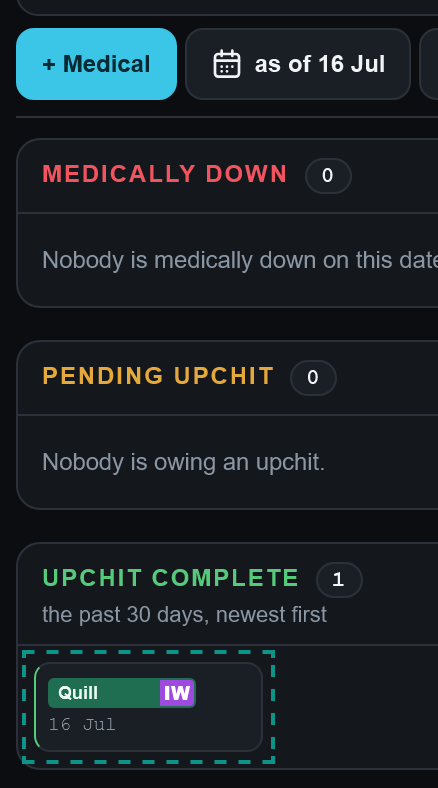 + Medical
as of 16 Jul
MEDICALLY DOWN 0
Nobody is medically down on this date
PENDING UPCHIT 0
Nobody is owing an upchit.
UPCHIT COMPLETE 1
the past 30 days, newest first
Quill IW
16 Jul